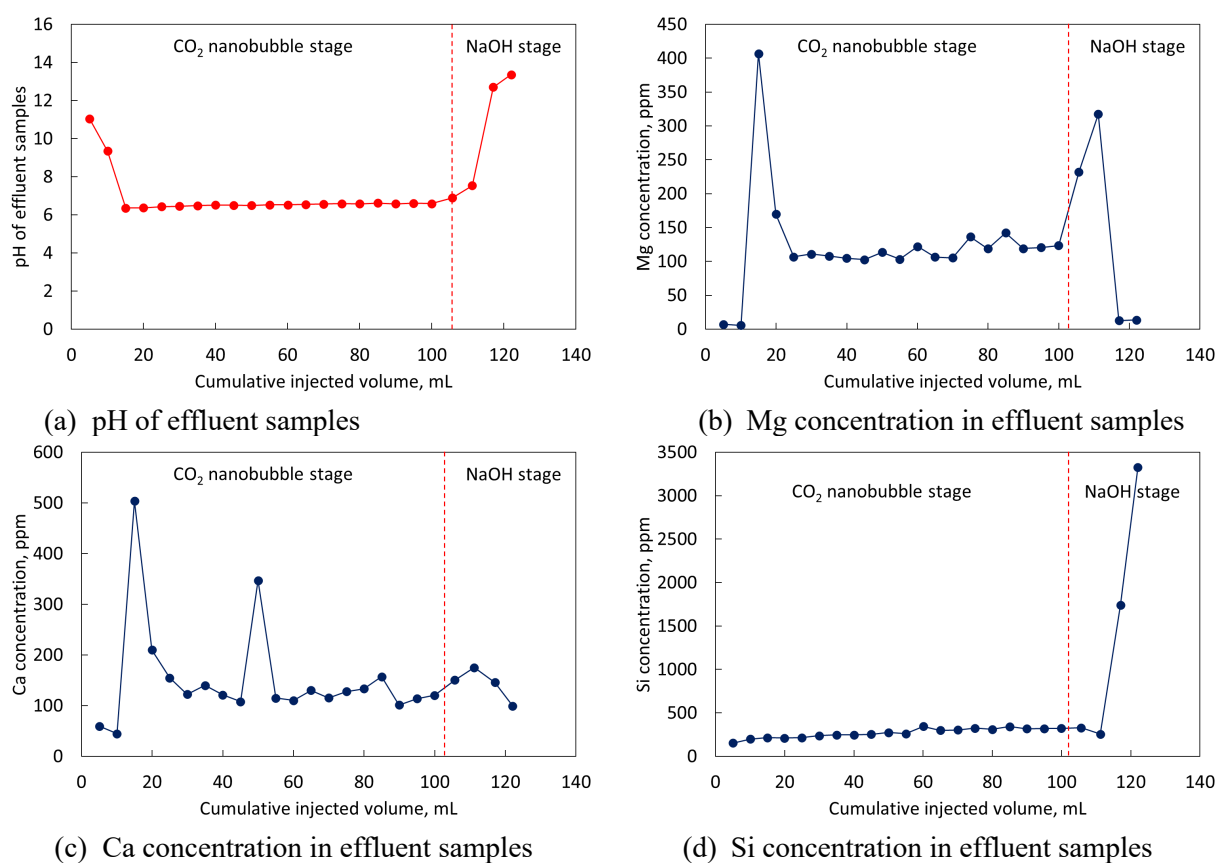 16
14
12
10
8
6
4
2
0
CO2 nanobubble stage
NaOH stage
pH of effluent samples
0 20 40 60 80 100 120 140
Cumulative injected volume, mL
(a) pH of effluent samples
450
400
350
300
250
200
150
100
50
0
CO2 nanobubble stage
NaOH stage
Mg concentration, ppm
0 20 40 60 80 100 120 140
Cumulative injected volume, mL
(b) Mg concentration in effluent samples
600
500
400
300
200
100
0
CO2 nanobubble stage
NaOH stage
Ca concentration, ppm
0 20 40 60 80 100 120 140
Cumulative injected volume, mL
(c) Ca concentration in effluent samples
3500
3000
2500
2000
1500
1000
500
0
CO2 nanobubble stage
NaOH stage
Si concentration, ppm
0 20 40 60 80 100 120 140
Cumulative injected volume, mL
(d) Si concentration in effluent samples